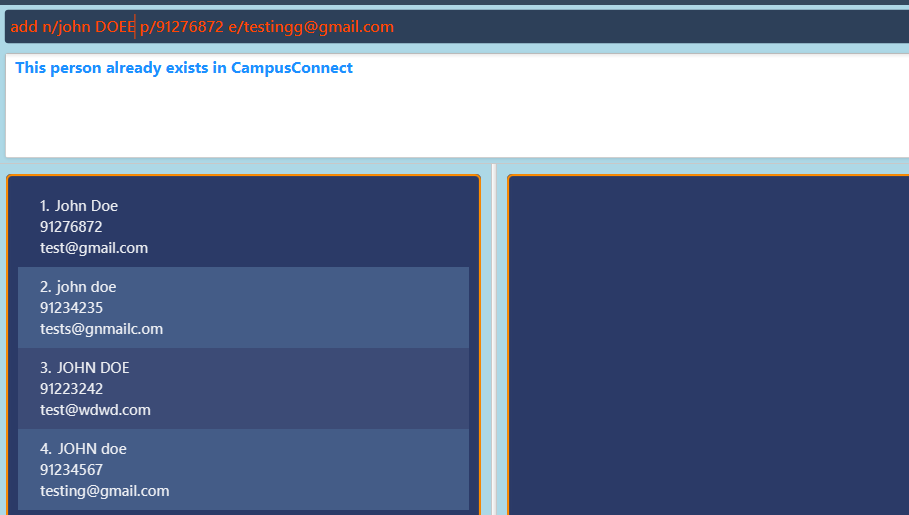 add n/john DOEE p/91276872 e/testingg@gmail.com
This person already exists in CampusConnect
1. John Doe
91276872
test@gmail.com
2. john doe
91234235
tests@gnmailc.om
3. JOHN DOE
91223242
test@wdwd.com
4. JOHN doe
91234567
testing@gmail.com